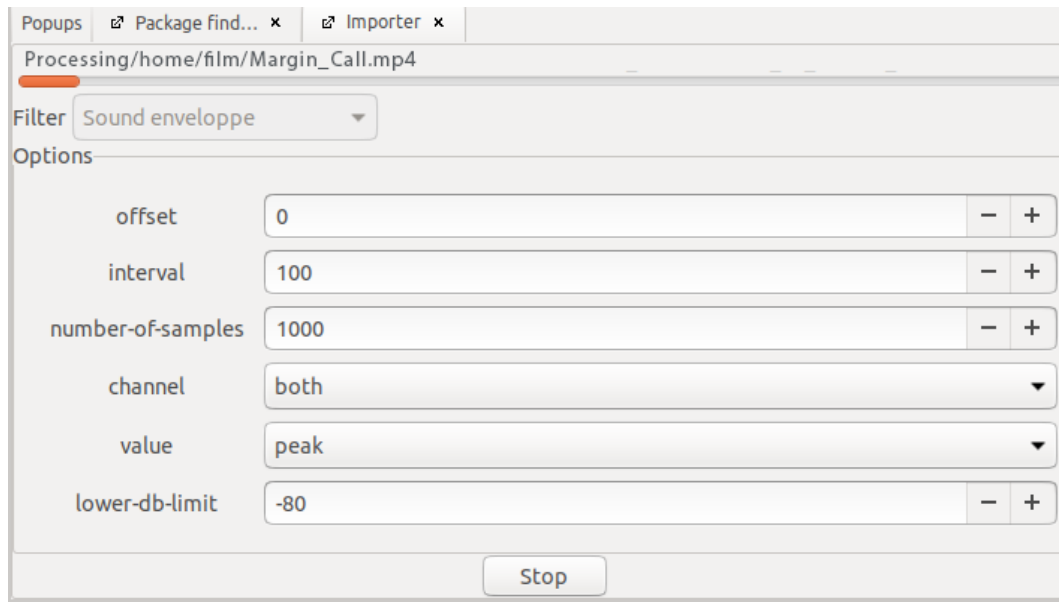 Popups Package find... × Importer ×
Processing/home/film/Margin_Call.mp4
Filter Sound enveloppe
Options
offset 0 − +
interval 100 − +
number-of-samples 1000 − +
channel both
value peak
lower-db-limit -80 − +
Stop